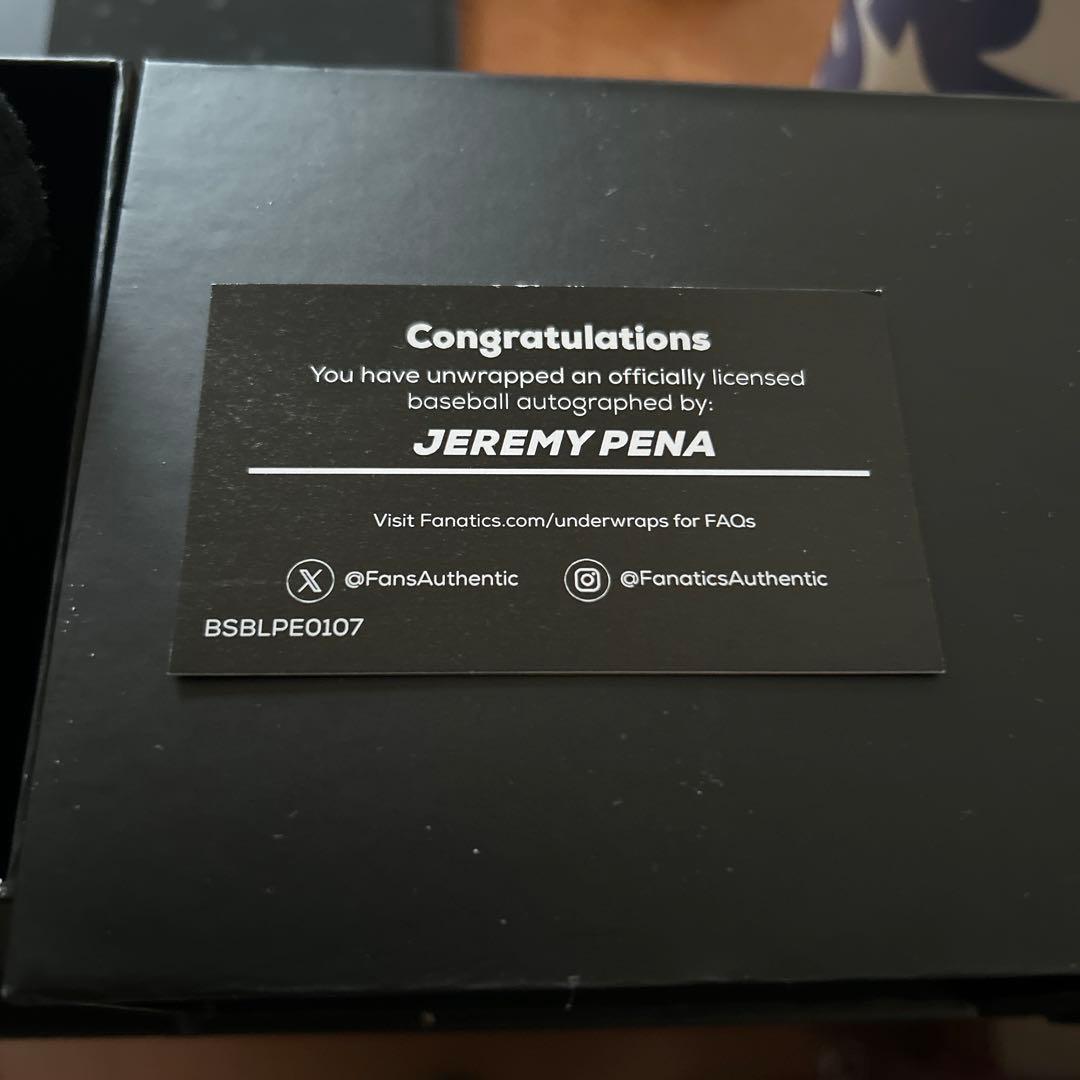 Congratulations
You have unwrapped an officially licensed
baseball autographed by:
JEREMY PENA
Visit Fanatics.com/underwraps for FAQs
@FansAuthentic @FanaticsAuthentic
BSBLPE0107